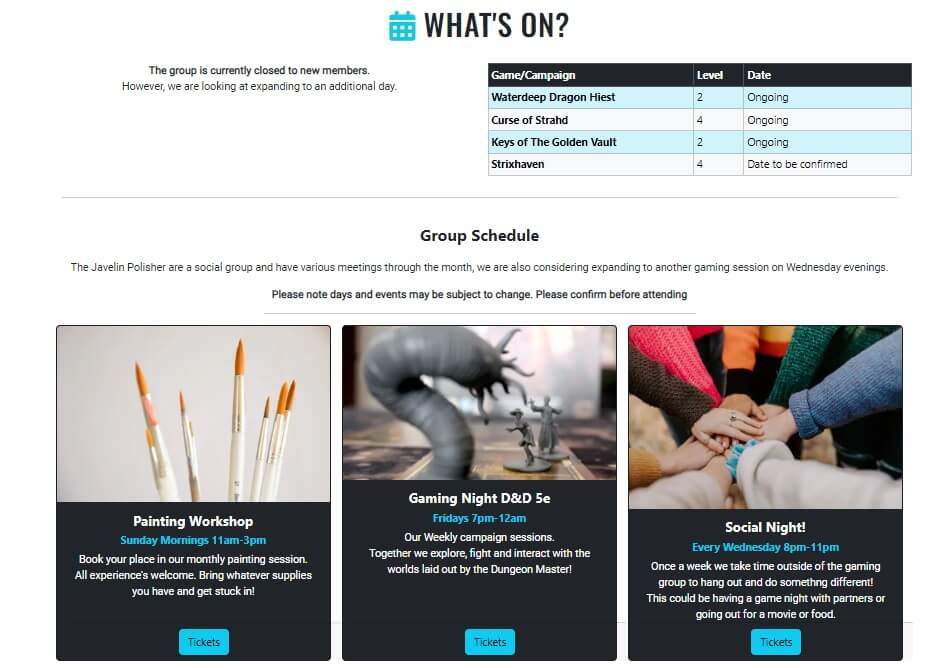 WHAT'S ON?
The group is currently closed to new members.
However, we are looking at expanding to an additional day.
Game/Campaign Level Date
Waterdeep Dragon Hiest 2 Ongoing
Curse of Strahd 4 Ongoing
Keys of The Golden Vault 2 Ongoing
Strixhaven 4 Date to be confirmed
Group Schedule
The Javelin Polisher are a social group and have various meetings through the month, we are also considering expanding to another gaming session on Wednesday evenings.
Please note days and events may be subject to change. Please confirm before attending
Painting Workshop
Sunday Mornings 11am-3pm
Book your place in our monthly painting session.
All experience's welcome. Bring whatever supplies
you have and get stuck in!
Tickets
Gaming Night D&D 5e
Fridays 7pm-12am
Our Weekly campaign sessions.
Together we explore, fight and interact with the
worlds laid out by the Dungeon Master!
Tickets
Social Night!
Every Wednesday 8pm-11pm
Once a week we take time outside of the gaming
group to hang out and do somethng different!
This could be having a game night with partners or
going out for a movie or food.
Tickets